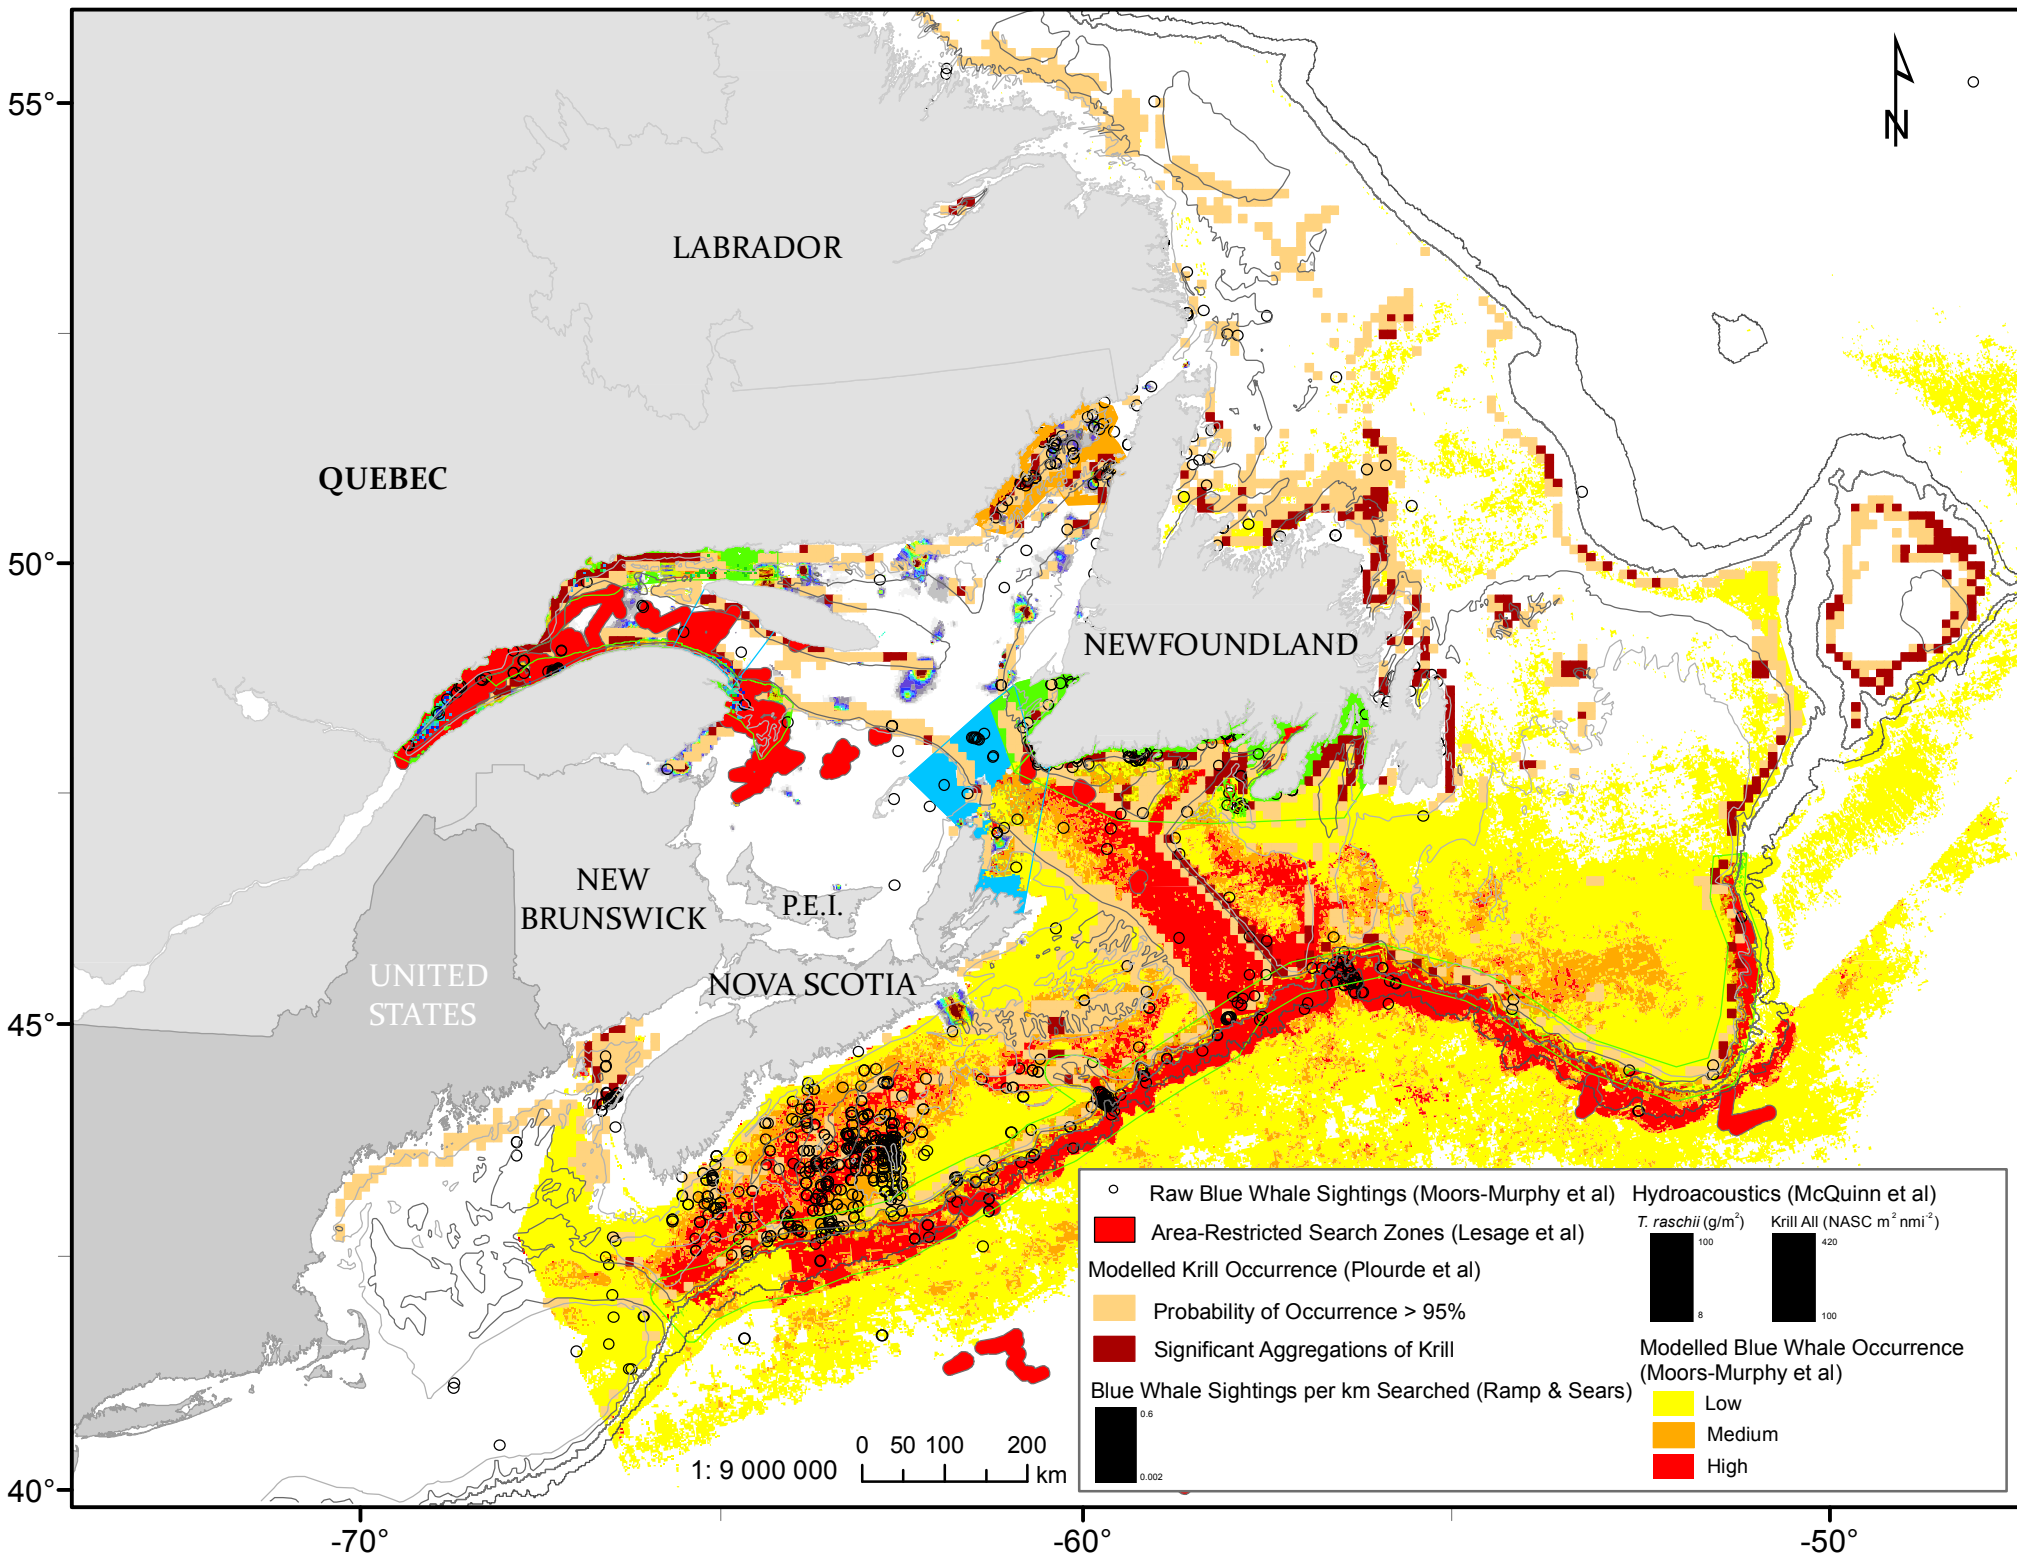 55°
50°
45°
40°
-70°
-60°
-50°
N
LABRADOR
QUEBEC
NEWFOUNDLAND
NEW
BRUNSWICK
P.E.I.
NOVA SCOTIA
UNITED
STATES
1: 9 000 000
0 50 100 200
km
Raw Blue Whale Sightings (Moors-Murphy et al)
Area-Restricted Search Zones (Lesage et al)
Modelled Krill Occurrence (Plourde et al)
Probability of Occurrence > 95%
Significant Aggregations of Krill
Blue Whale Sightings per km Searched (Ramp & Sears)
0.6
0.002
Hydroacoustics (McQuinn et al)
T. raschii (g/m²)
100
8
Krill All (NASC m² nmi⁻²)
420
100
Modelled Blue Whale Occurrence
(Moors-Murphy et al)
Low
Medium
High